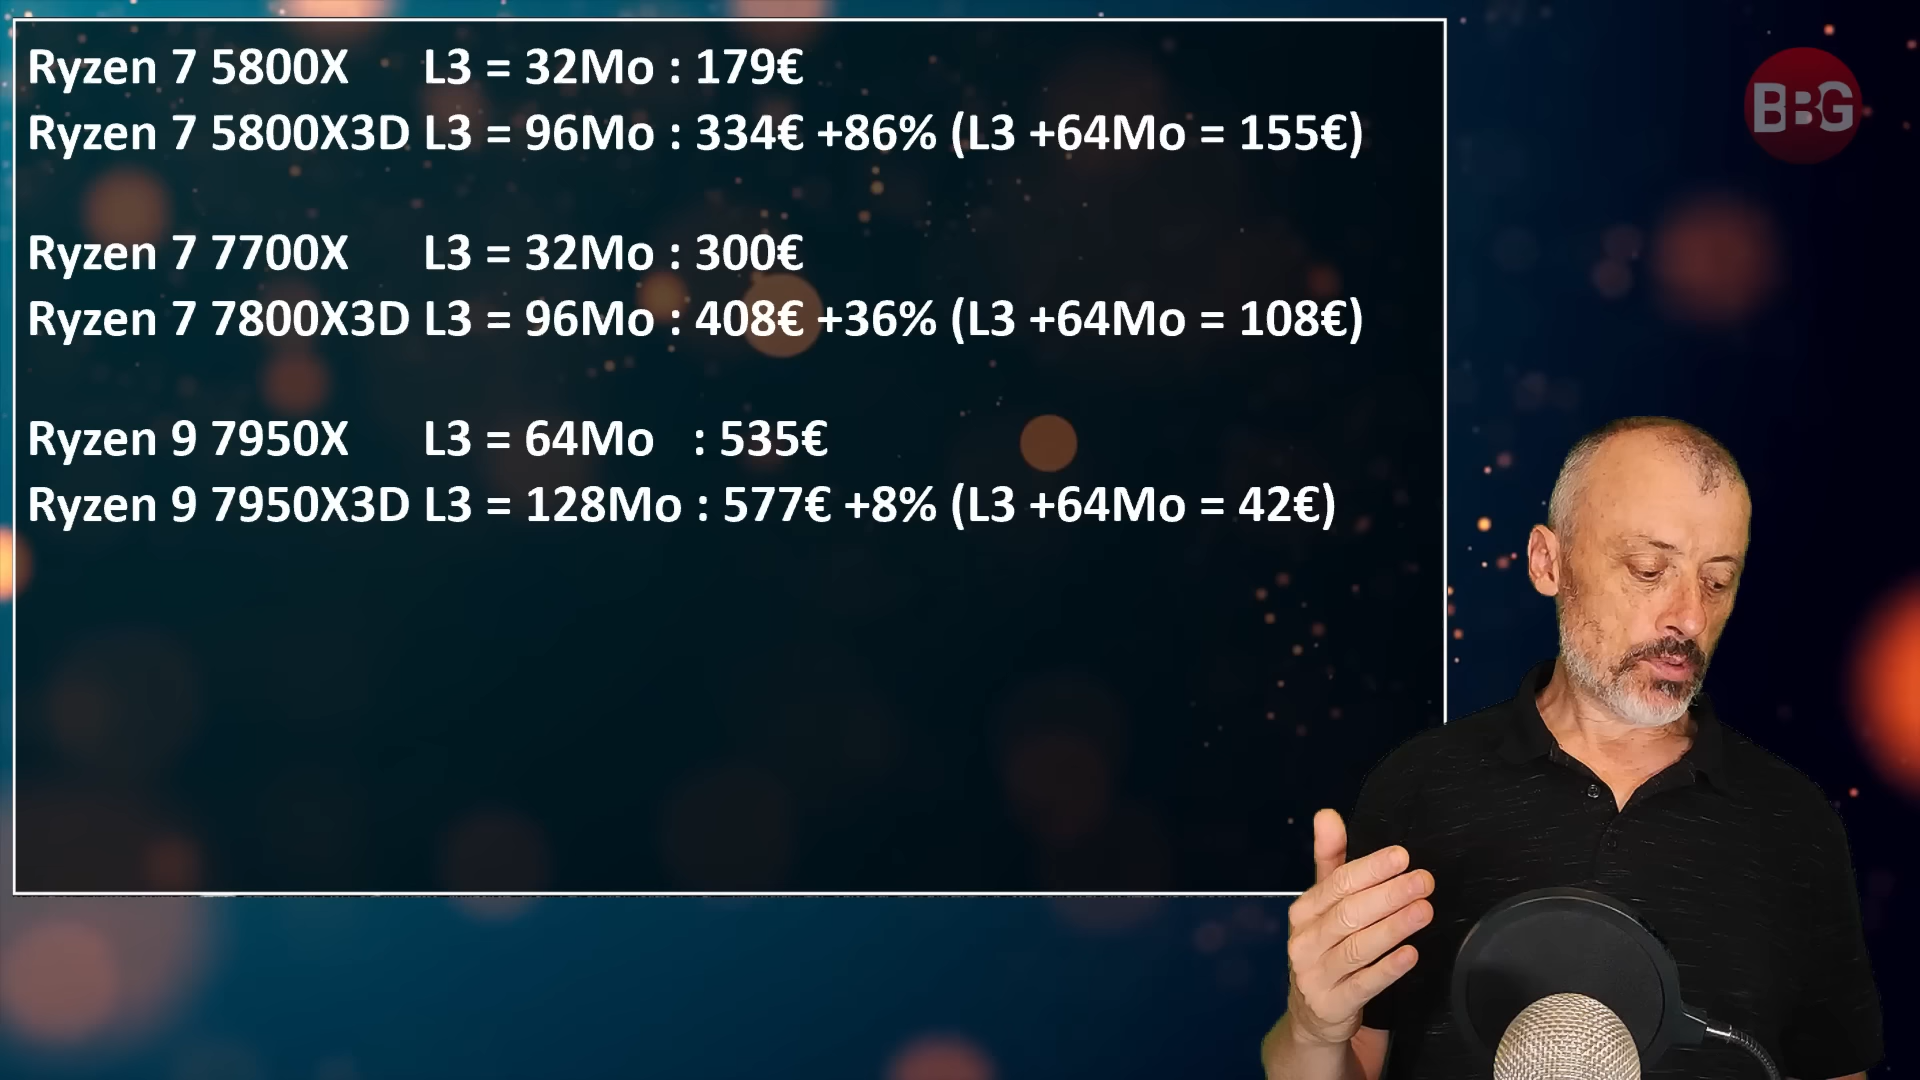 Ryzen 7 5800X L3 = 32Mo : 179€
Ryzen 7 5800X3D L3 = 96Mo : 334€ +86% (L3 +64Mo = 155€)
Ryzen 7 7700X L3 = 32Mo : 300€
Ryzen 7 7800X3D L3 = 96Mo : 408€ +36% (L3 +64Mo = 108€)
Ryzen 9 7950X L3 = 64Mo : 535€
Ryzen 9 7950X3D L3 = 128Mo : 577€ +8% (L3 +64Mo = 42€)
BBG